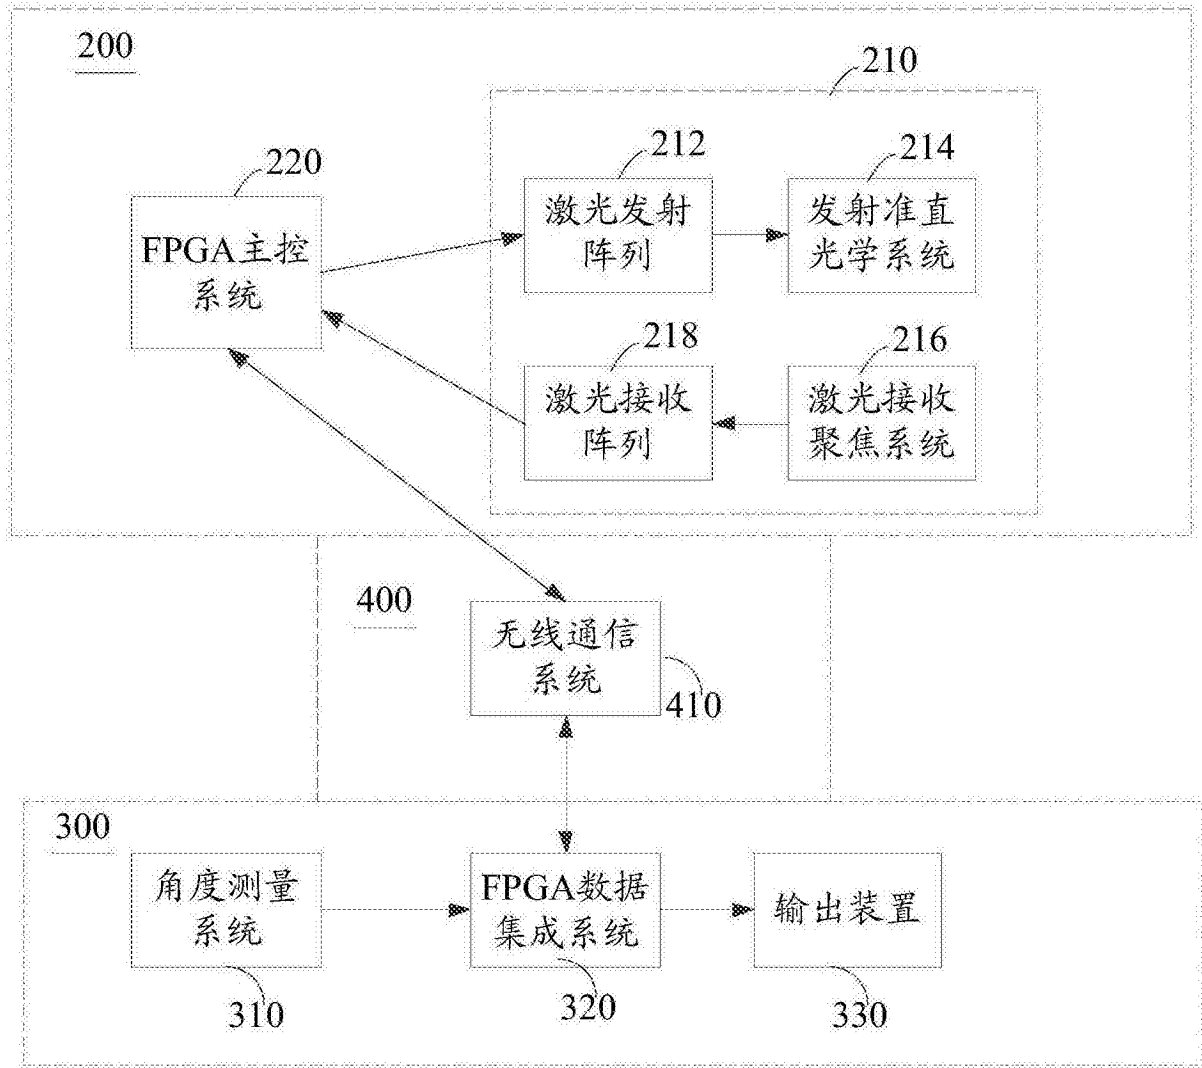 200
210
220
FPGA主控
系统
212
激光发射
阵列
214
发射准直
光学系统
218
激光接收
阵列
216
激光接收
聚焦系统
400
无线通信
系统
410
300
角度测量
系统
310
FPGA数据
集成系统
320
输出装置
330